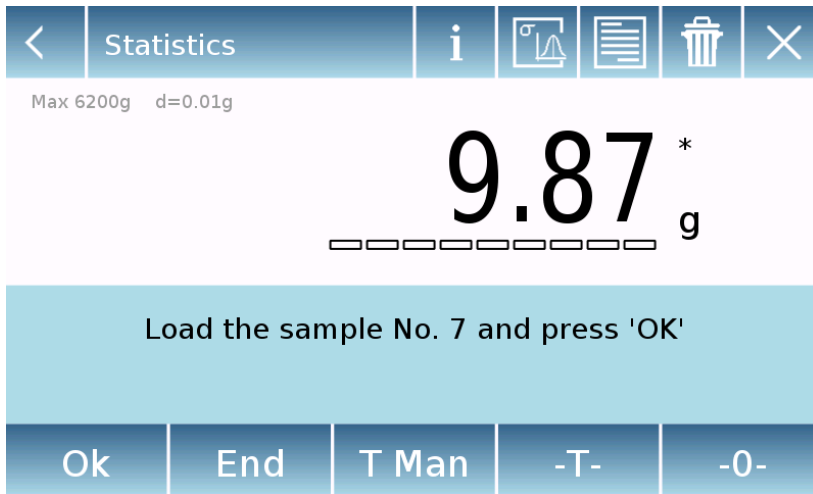 Statistics
i
σ
Max 6200g d=0.01g
9.87 *
g
Load the sample No. 7 and press 'OK'
Ok End T Man -T- -0-